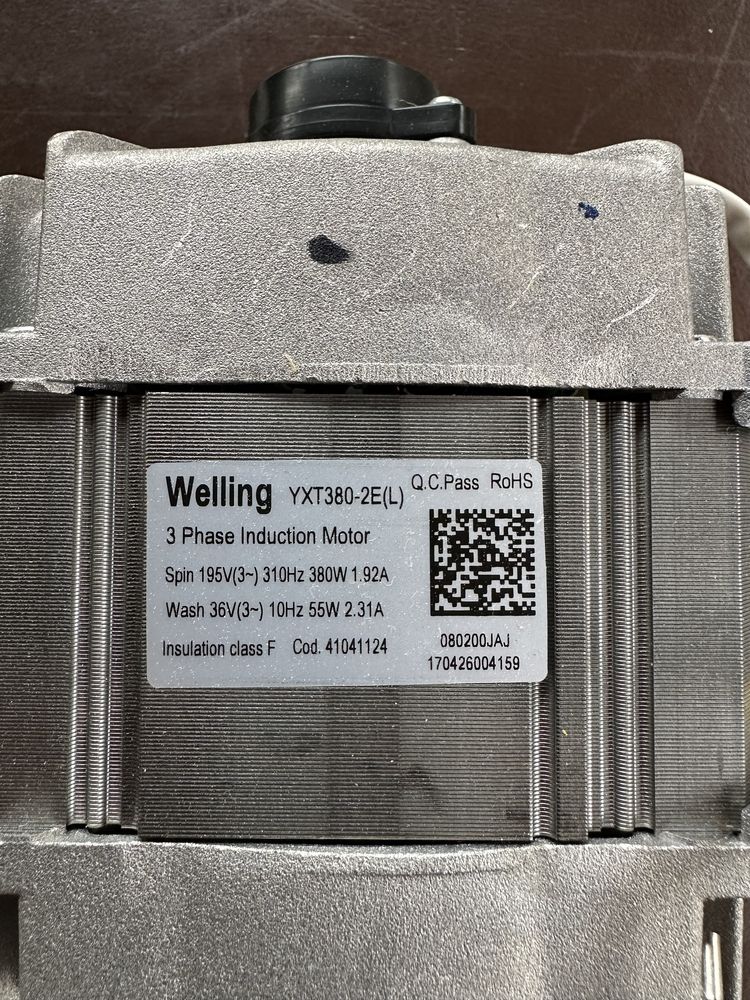 Welling YXT380-2E(L) Q.C.Pass RoHS
3 Phase Induction Motor
Spin 195V(3~) 310Hz 380W 1.92A
Wash 36V(3~) 10Hz 55W 2.31A
Insulation class F Cod. 41041124
080200JAJ
170426004159